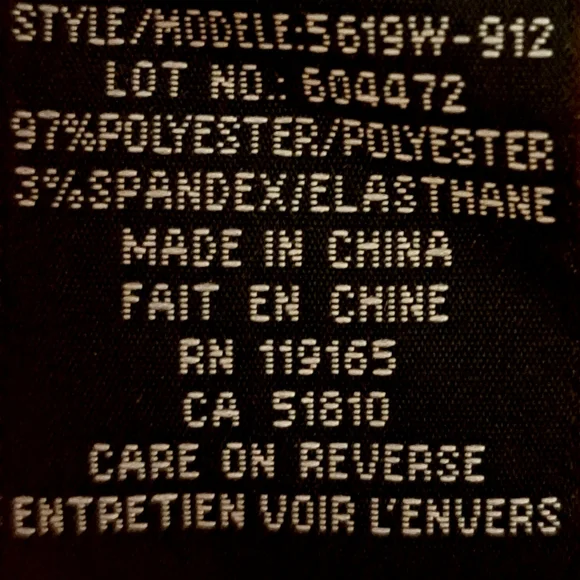 STYLE/MODELE:5619W-912
LOT NO.: 604472
97%POLYESTER/POLYESTER
3%SPANDEX/ELASTHANE
MADE IN CHINA
FAIT EN CHINE
RN 119165
CA 51810
CARE ON REVERSE
ENTRETIEN VOIR L'ENVERS